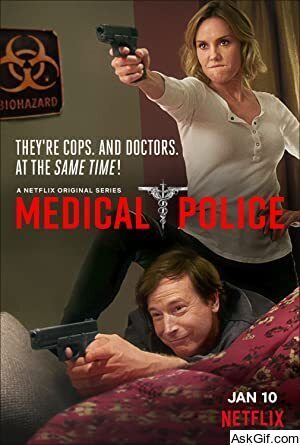 BIOHAZARD
THEY'RE COPS. AND DOCTORS.
AT THE SAME TIME!
A NETFLIX ORIGINAL SERIES
MEDICAL POLICE
JAN 10
NETFLIX
AskGif.com